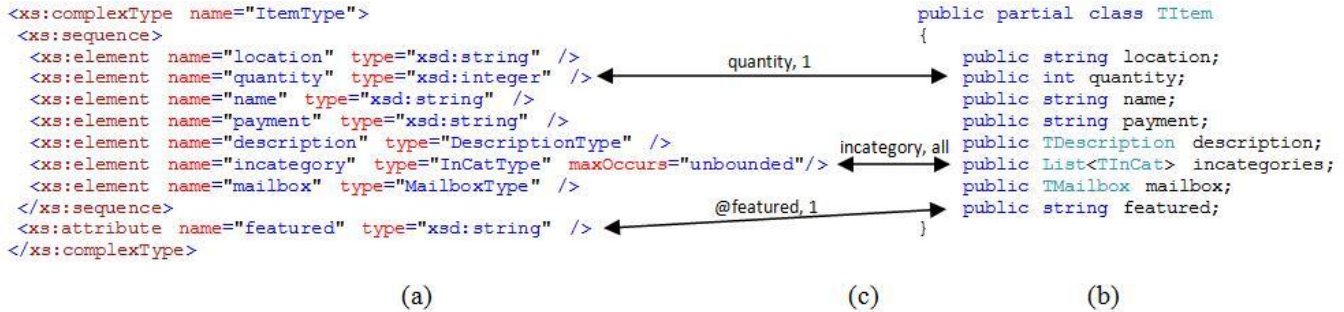 <xs:complexType name="ItemType">
<xs:sequence>
<xs:element name="location" type="xsd:string" />
<xs:element name="quantity" type="xsd:integer" />
<xs:element name="name" type="xsd:string" />
<xs:element name="payment" type="xsd:string" />
<xs:element name="description" type="DescriptionType" />
<xs:element name="incategory" type="InCatType" maxOccurs="unbounded"/>
<xs:element name="mailbox" type="MailboxType" />
</xs:sequence>
<xs:attribute name="featured" type="xsd:string" />
</xs:complexType>
(a)
quantity, 1
incategory, all
@featured, 1
(c)
public partial class TItem
{
public string location;
public int quantity;
public string name;
public string payment;
public TDescription description;
public List<TInCat> incategories;
public TMailbox mailbox;
public string featured;
}
(b)